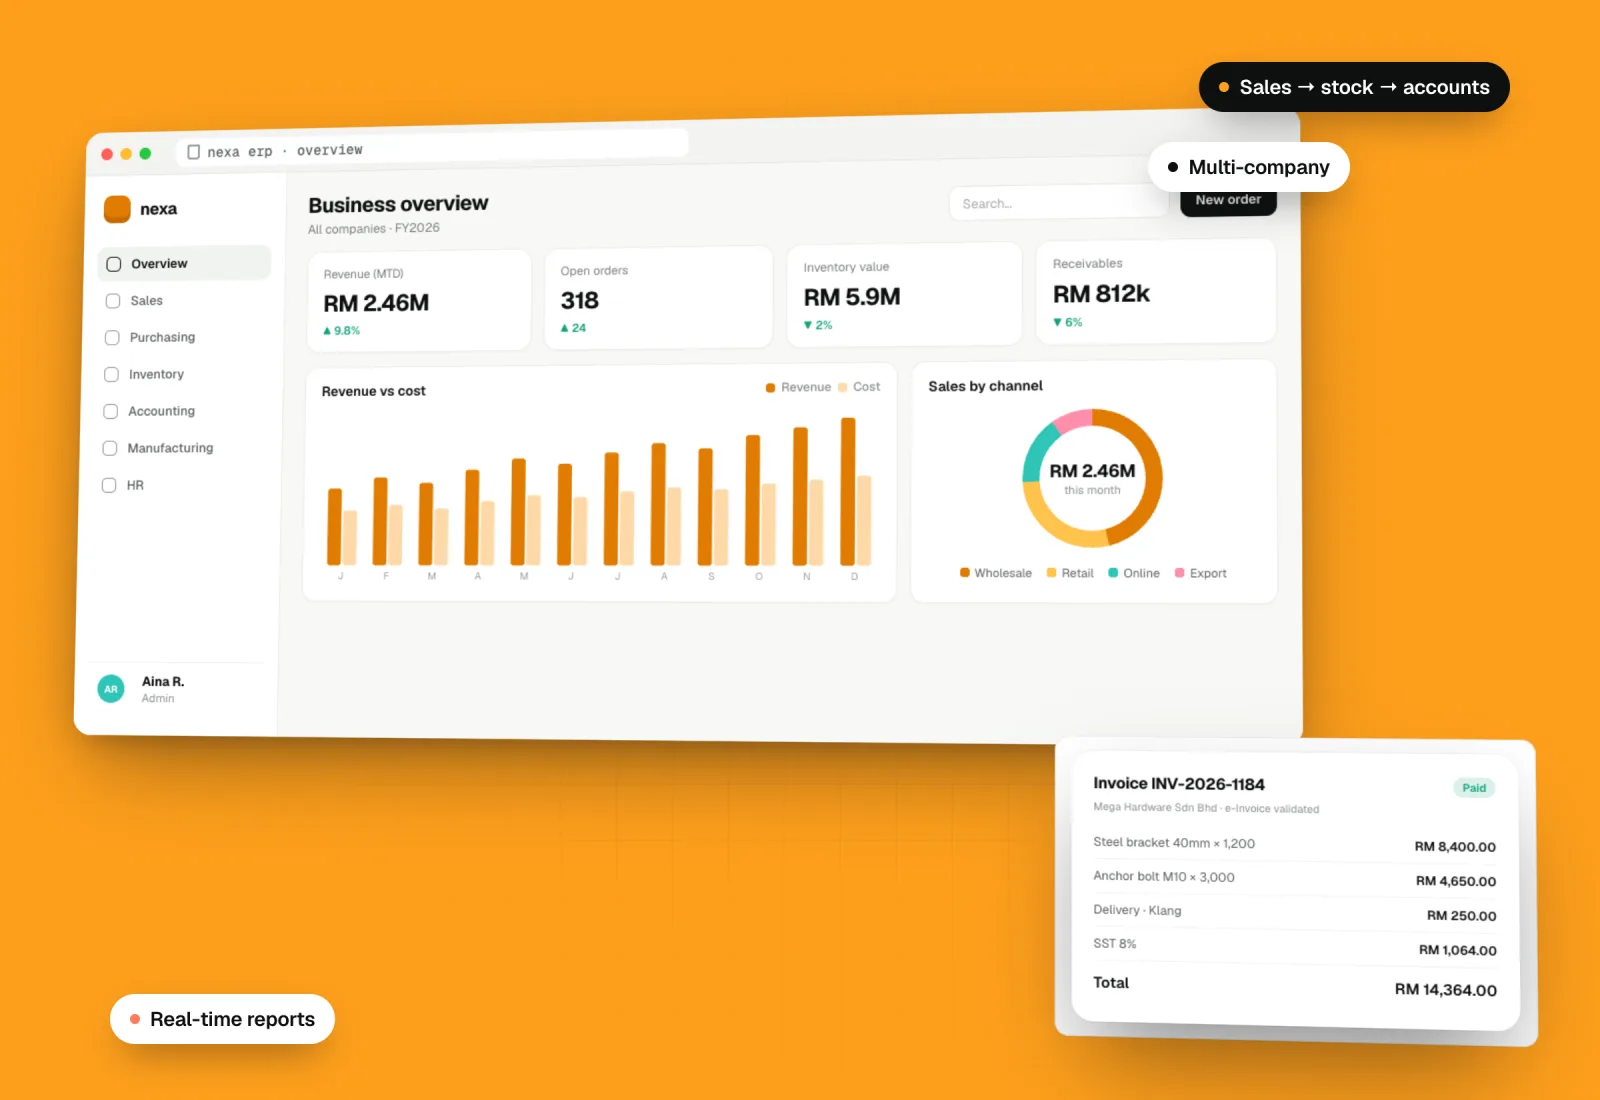 Sales → stock → accounts
Multi-company
nexa erp · overview
nexa
Overview
Sales
Purchasing
Inventory
Accounting
Manufacturing
HR
AR
Aina R.
Admin
Business overview
All companies · FY2026
Search...
New order
Revenue (MTD)
RM 2.46M
▲ 9.8%
Open orders
318
▲ 24
Inventory value
RM 5.9M
▼ 2%
Receivables
RM 812k
▼ 6%
Revenue vs cost
Revenue Cost
J F M A M J J A S O N D
Sales by channel
RM 2.46M
this month
Wholesale Retail Online Export
Invoice INV-2026-1184
Paid
Mega Hardware Sdn Bhd · e-Invoice validated
Steel bracket 40mm × 1,200 RM 8,400.00
Anchor bolt M10 × 3,000 RM 4,650.00
Delivery · Klang RM 250.00
SST 8% RM 1,064.00
Total RM 14,364.00
Real-time reports